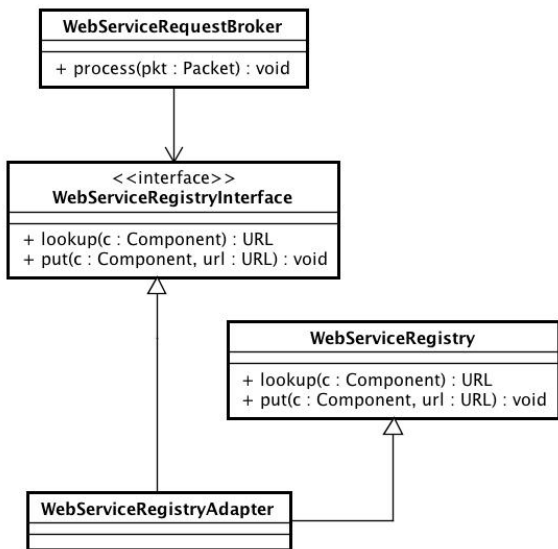 WebServiceRequestBroker
+ process(pkt : Packet) : void
<<interface>>
WebServiceRegistryInterface
+ lookup(c : Component) : URL
+ put(c : Component, url : URL) : void
WebServiceRegistry
+ lookup(c : Component) : URL
+ put(c : Component, url : URL) : void
WebServiceRegistryAdapter